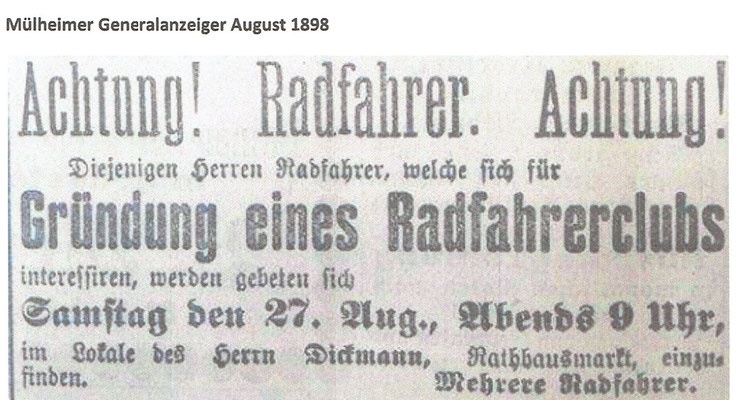 Mülheimer Generalanzeiger August 1898
Achtung! Radfahrer. Achtung!
Diejenigen Herren Radfahrer, welche sich für
Gründung eines Radfahrerclubs
interessiren, werden gebeten sich
Samstag den 27. Aug., Abends 9 Uhr,
im Lokale des Herrn Dickmann, Rathhausmarkt, einzu-
finden. Mehrere Radfahrer.